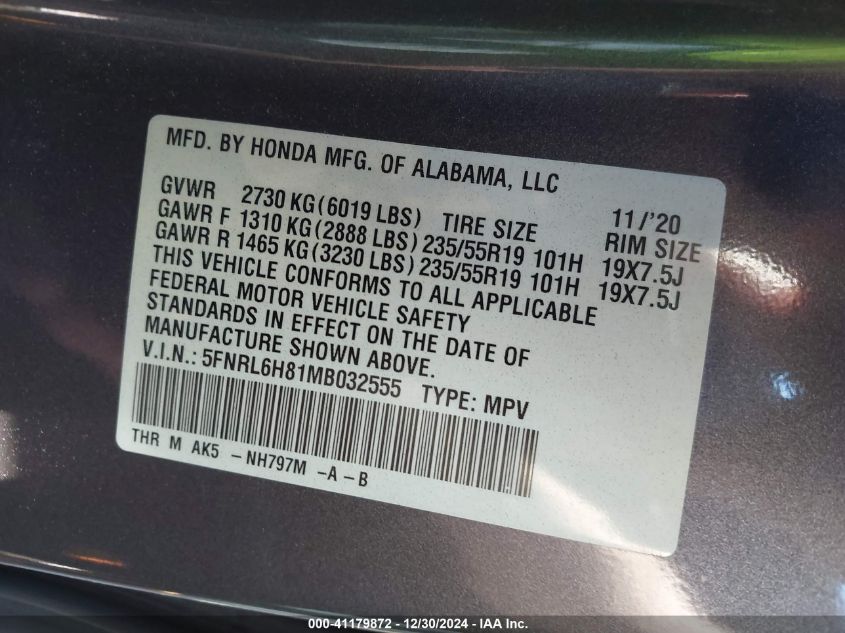 MFD. BY HONDA MFG. OF ALABAMA, LLC
GVWR 2730 KG(6019 LBS) TIRE SIZE 11/'20
GAWR F 1310 KG(2888 LBS) 235/55R19 101H RIM SIZE 19X7.5J
GAWR R 1465 KG(3230 LBS) 235/55R19 101H 19X7.5J
THIS VEHICLE CONFORMS TO ALL APPLICABLE
FEDERAL MOTOR VEHICLE SAFETY
STANDARDS IN EFFECT ON THE DATE OF
MANUFACTURE SHOWN ABOVE.
V.I.N.: 5FNRL6H81MB032555 TYPE: MPV
THR M AK5 -NH797M -A-B
000-41179872 - 12/30/2024 - IAA Inc.